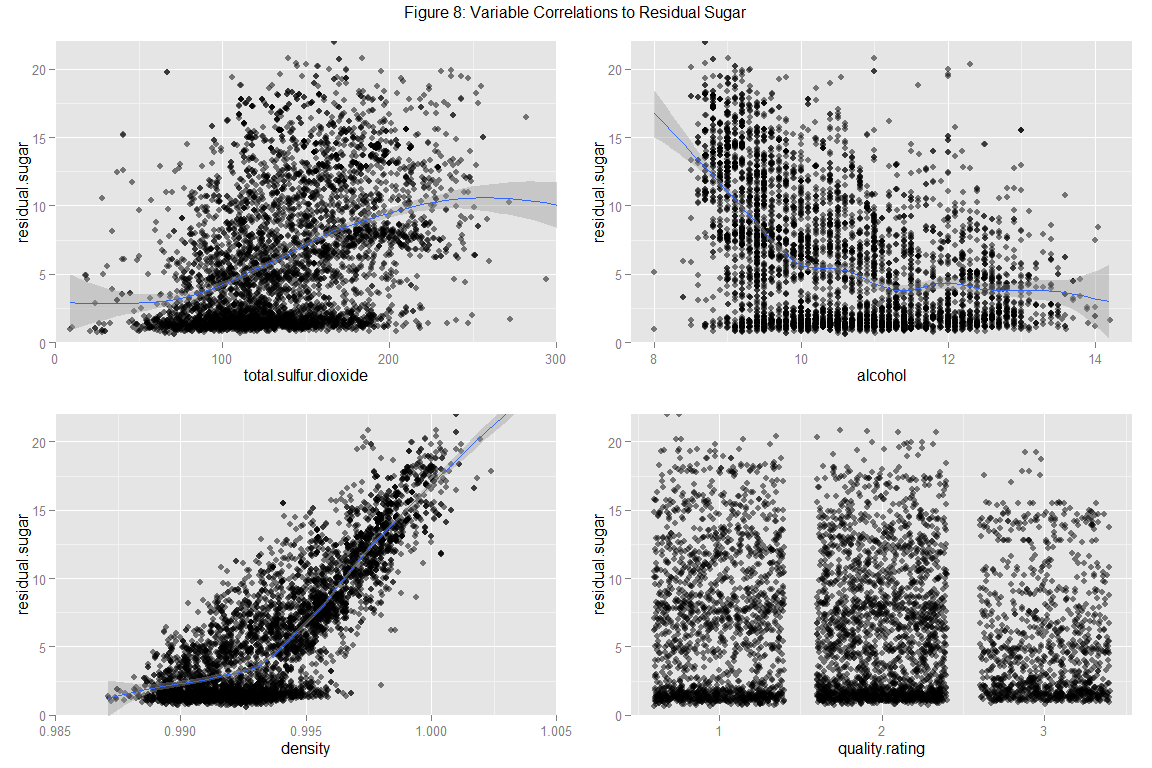 Figure 8: Variable Correlations to Residual Sugar
residual.sugar
20
15
10
5
0
0 100 200 300
total.sulfur.dioxide
residual.sugar
20
15
10
5
0
8 10 12 14
alcohol
residual.sugar
20
15
10
5
0
0.985 0.990 0.995 1.000 1.005
density
residual.sugar
20
15
10
5
0
1 2 3
quality.rating